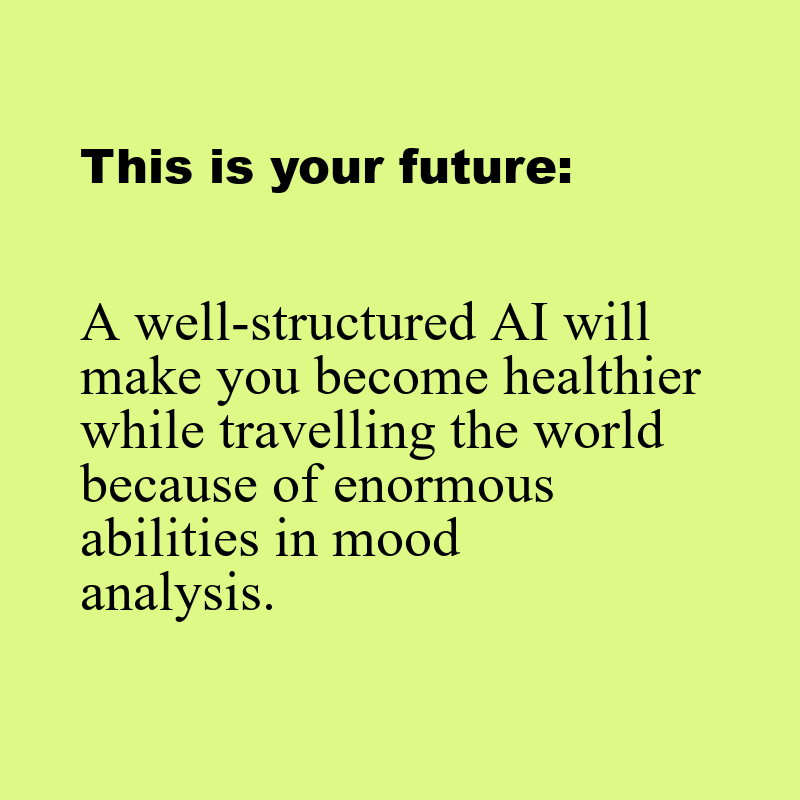 This is your future:
A well-structured AI will
make you become healthier
while travelling the world
because of enormous
abilities in mood
analysis.